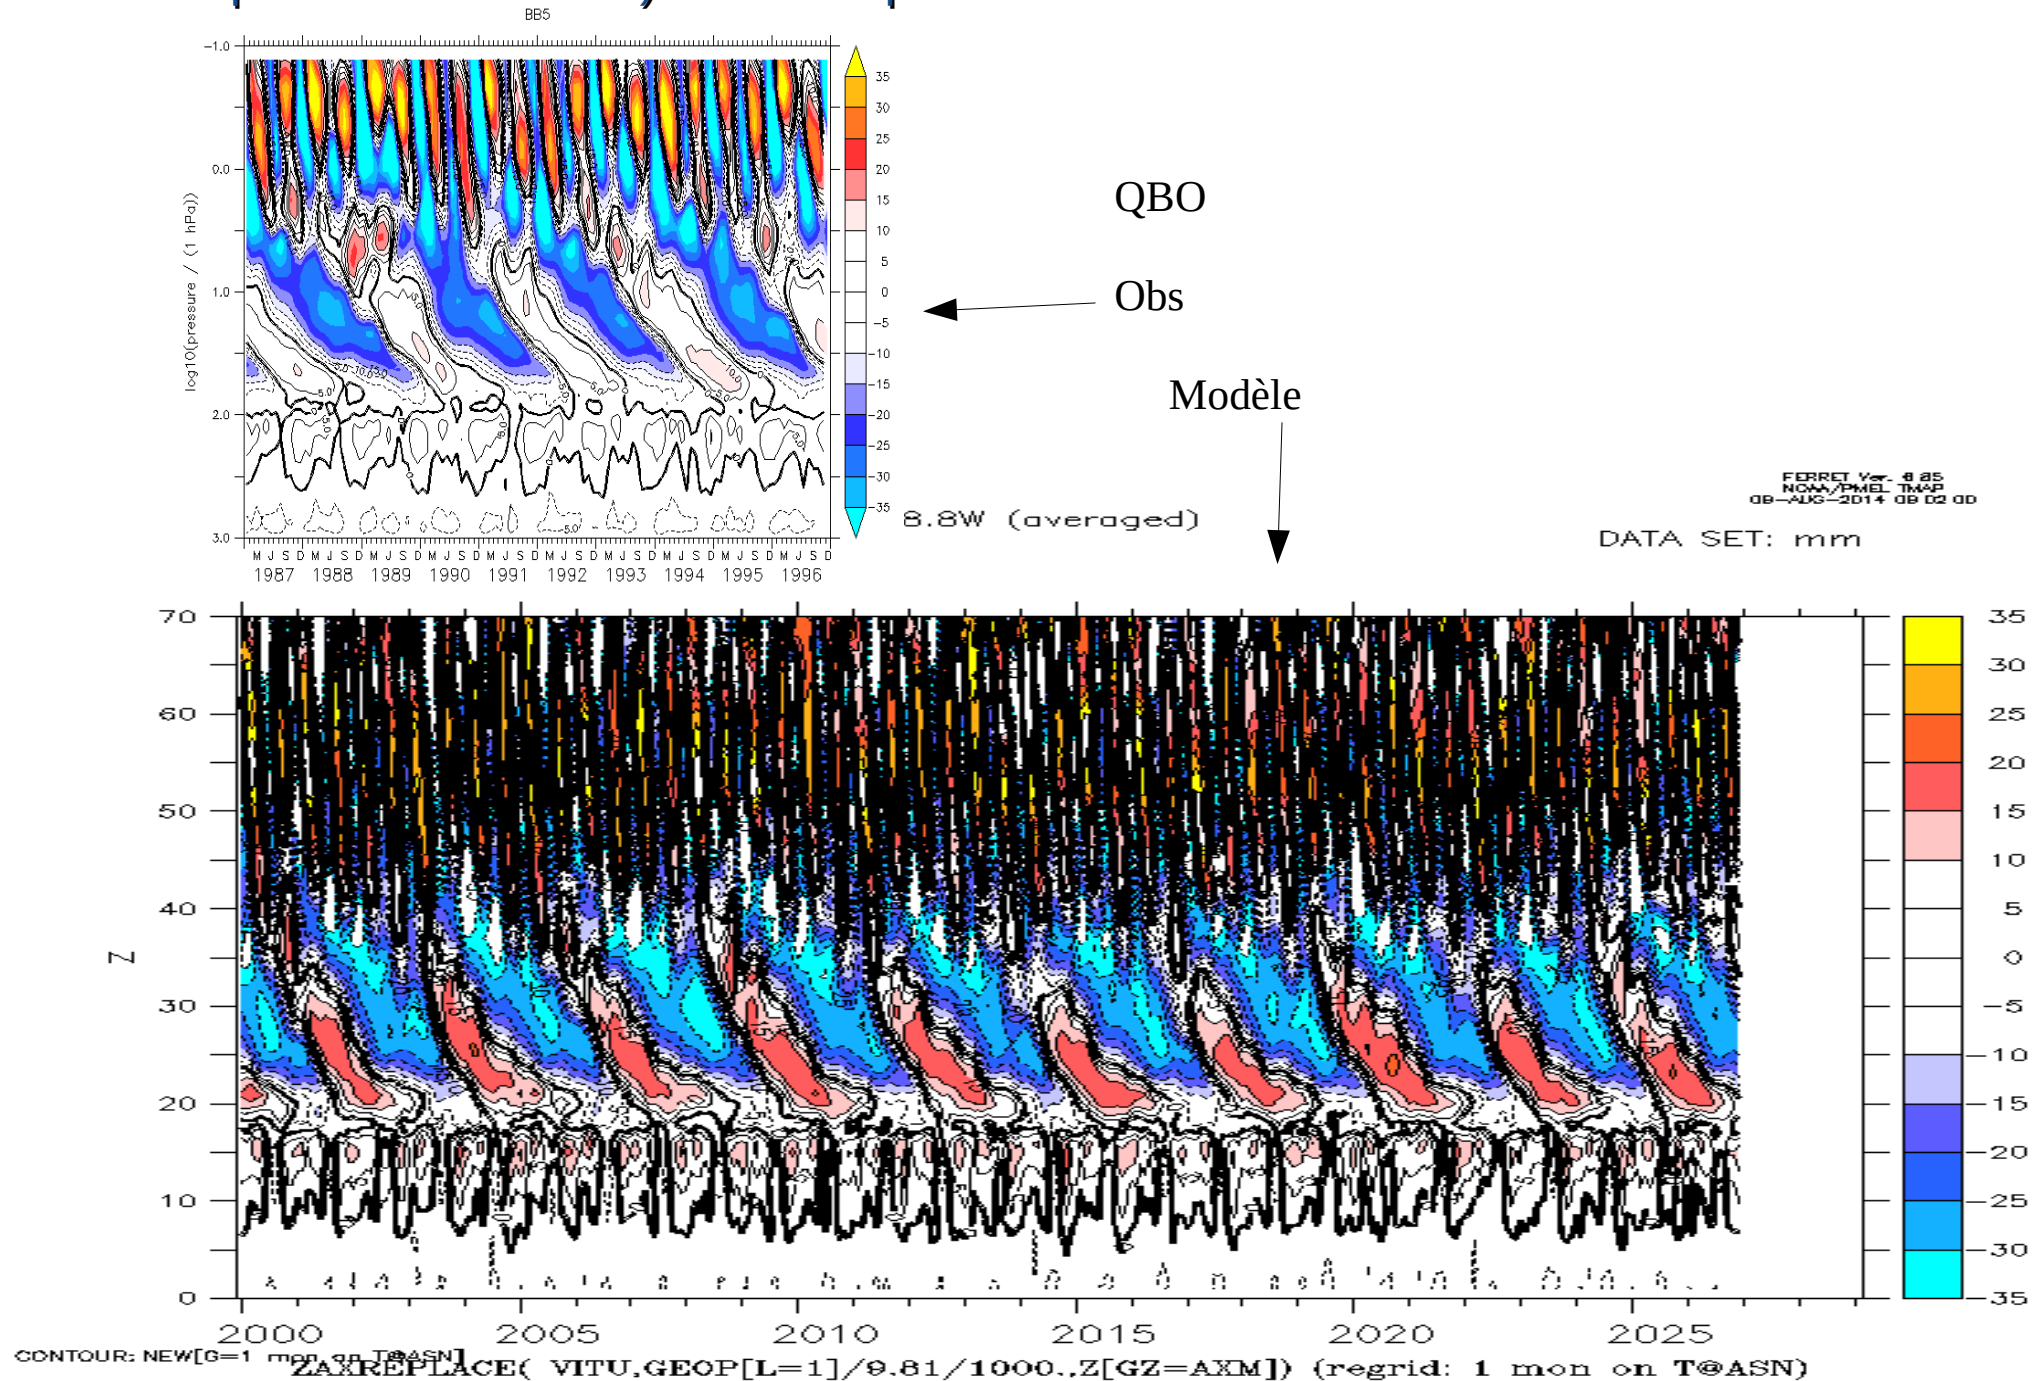 BB5
-1.0
0.0
1.0
2.0
3.0
log10(pressure / (1 hPa))
35
30
25
20
15
10
5
0
-5
-10
-15
-20
-25
-30
-35
M J S D M J S D M J S D M J S D M J S D M J S D M J S D M J S D M J S D M J S D
1987 1988 1989 1990 1991 1992 1993 1994 1995 1996
QBO
Obs
Modèle
8.8W (averaged)
FERRET Ver. 6.85
NOAA/PMEL TMAP
DATA SET: mm
70
60
50
40
30
20
10
0
Z
2000 2005 2010 2015 2020 2025
35
30
25
20
15
10
5
0
-5
-10
-15
-20
-25
-30
-35
CONTOUR: NEW[G=1 mon on T@ASN]
ZAXREPLACE( VITU,GEOP[L=1]/9.81/1000.,Z[GZ=AXM]) (regrid: 1 mon on T@ASN)